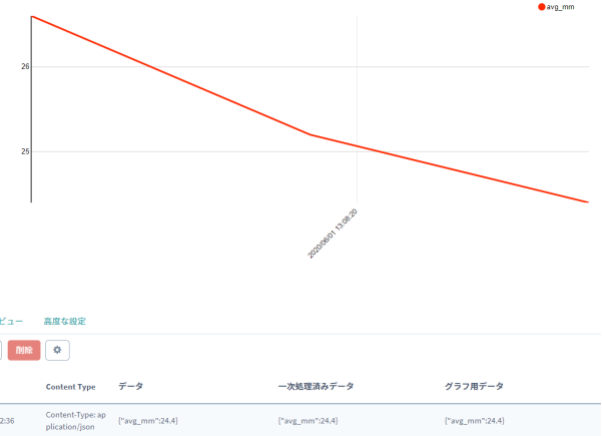 avg_mm
26
25
2020/06/01 13:08:20
ビュー
高度な設定
削除
Content Type
データ
一次処理済みデータ
グラフ用データ
2:36
Content-Type: ap
plication/json
{"avg_mm":24.4}
{"avg_mm":24.4}
{"avg_mm":24.4}